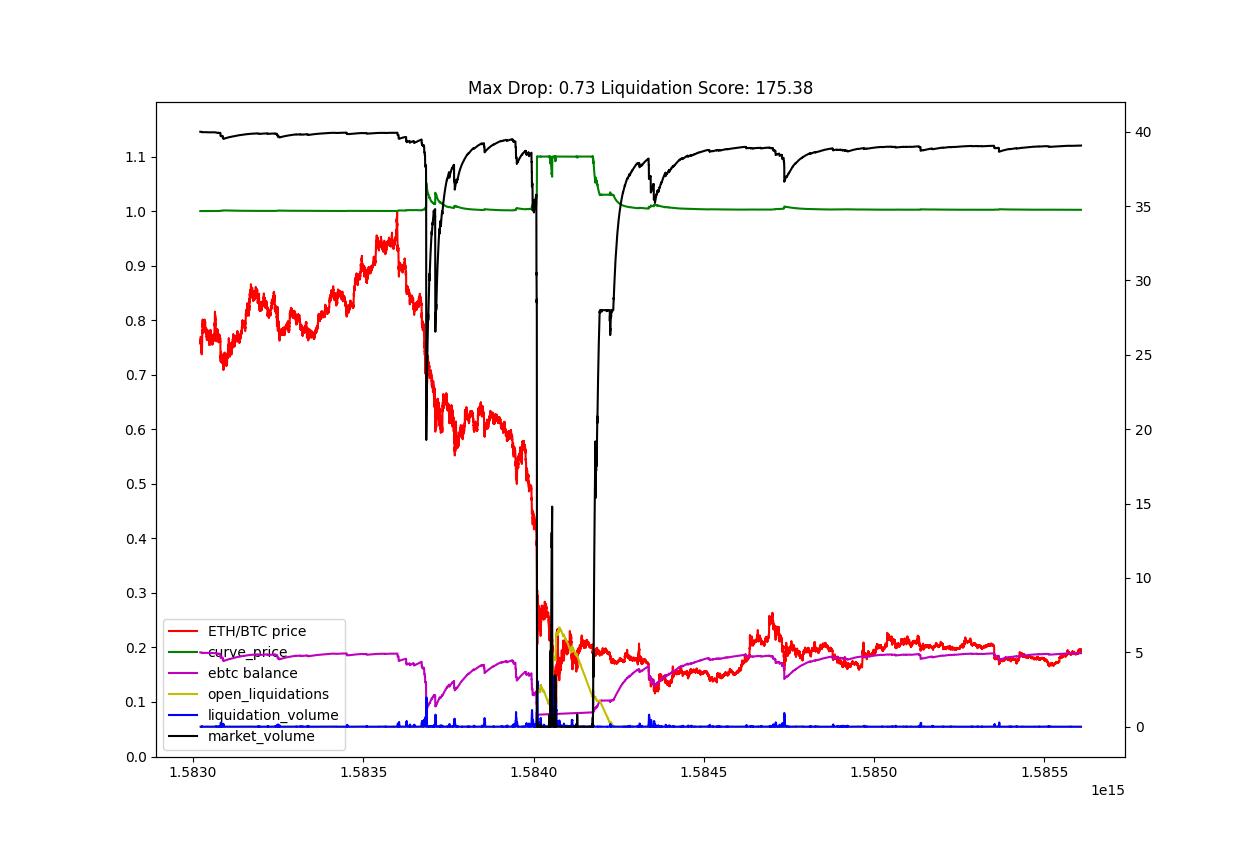 Max Drop: 0.73 Liquidation Score: 175.38
1.1
1.0
0.9
0.8
0.7
0.6
0.5
0.4
0.3
0.2
0.1
0.0
40
35
30
25
20
15
10
5
0
ETH/BTC price
curve_price
ebtc balance
open_liquidations
liquidation_volume
market_volume
1.5830 1.5835 1.5840 1.5845 1.5850 1.5855
1e15